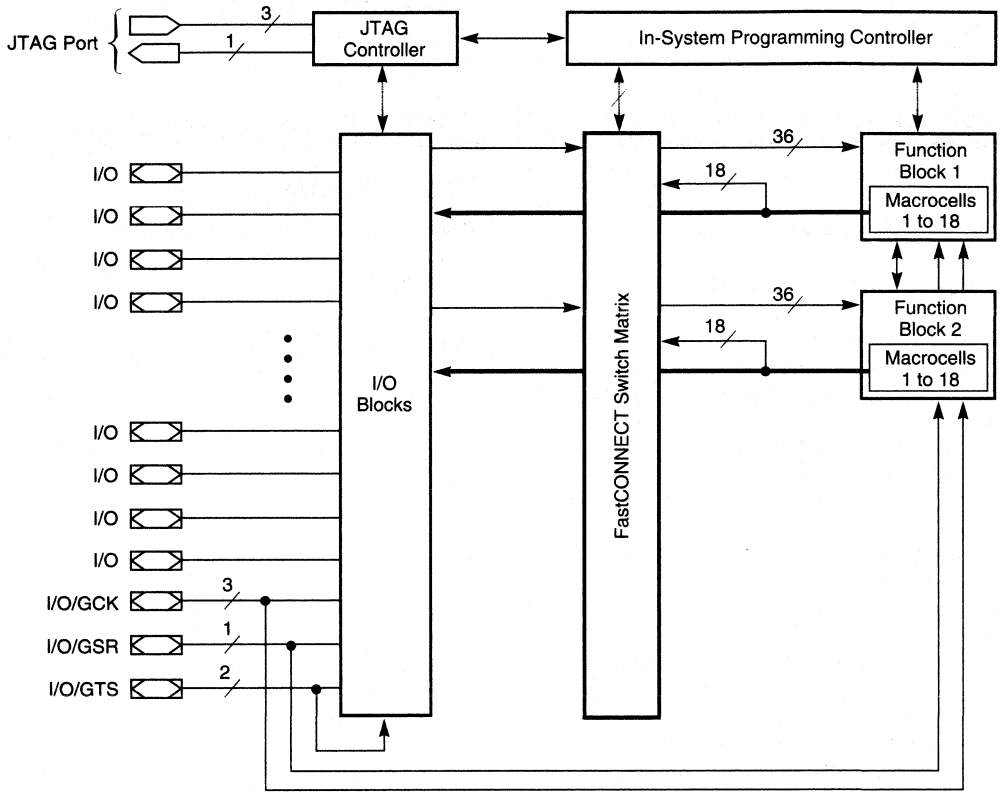 JTAG Port
3
1
JTAG
Controller
In-System Programming Controller
I/O
I/O
I/O
I/O
I/O
I/O
I/O
I/O
I/O/GCK
3
I/O/GSR
1
I/O/GTS
2
I/O
Blocks
FastCONNECT Switch Matrix
36
18
Function
Block 1
Macrocells
1 to 18
36
18
Function
Block 2
Macrocells
1 to 18